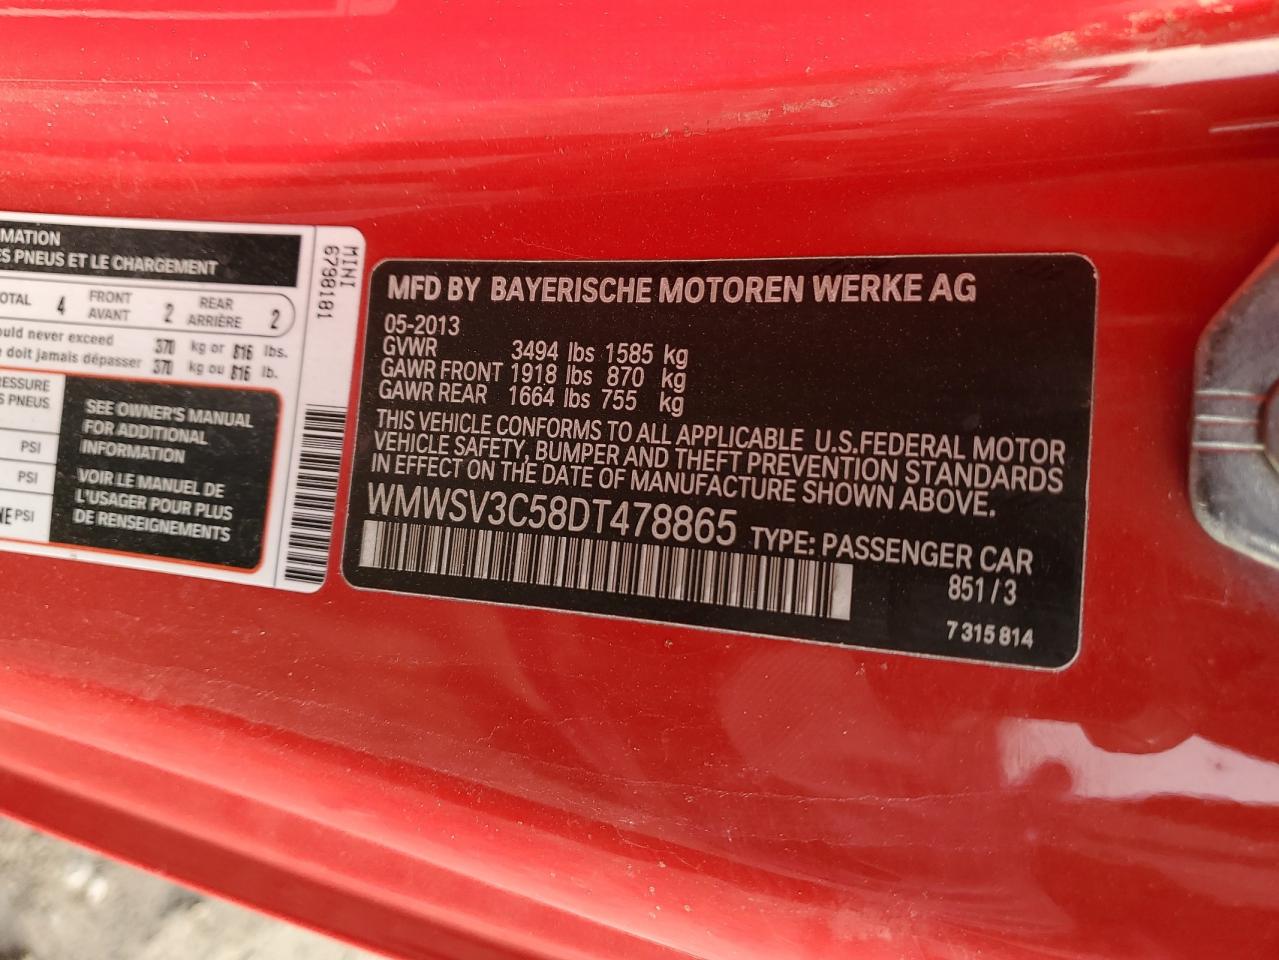 MATION
S PNEUS ET LE CHARGEMENT
OTAL 4 FRONT AVANT 2 REAR ARRIÈRE 2
ould never exceed 370 kg or 816 lbs.
e doit jamais dépasser 370 kg ou 816 lb.
ESSURE
S PNEUS
PSI
PSI
NE PSI
SEE OWNER'S MANUAL
FOR ADDITIONAL
INFORMATION
VOIR LE MANUEL DE
L'USAGER POUR PLUS
DE RENSEIGNEMENTS
MINI
6798181
MFD BY BAYERISCHE MOTOREN WERKE AG
05-2013
GVWR 3494 lbs 1585 kg
GAWR FRONT 1918 lbs 870 kg
GAWR REAR 1664 lbs 755 kg
THIS VEHICLE CONFORMS TO ALL APPLICABLE U.S.FEDERAL MOTOR
VEHICLE SAFETY, BUMPER AND THEFT PREVENTION STANDARDS
IN EFFECT ON THE DATE OF MANUFACTURE SHOWN ABOVE.
WMWSV3C58DT478865 TYPE: PASSENGER CAR
851/3
7 315 814